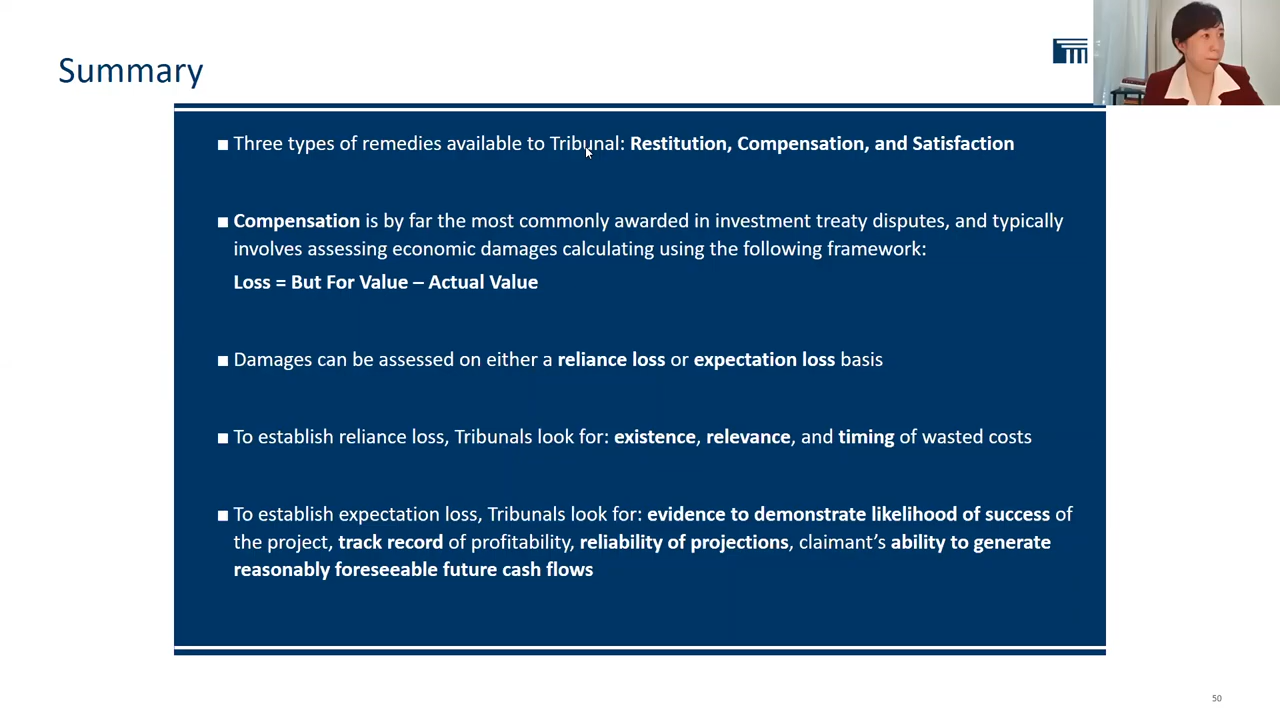 Summary
■ Three types of remedies available to Tribunal: Restitution, Compensation, and Satisfaction
■ Compensation is by far the most commonly awarded in investment treaty disputes, and typically
involves assessing economic damages calculating using the following framework:
Loss = But For Value – Actual Value
■ Damages can be assessed on either a reliance loss or expectation loss basis
■ To establish reliance loss, Tribunals look for: existence, relevance, and timing of wasted costs
■ To establish expectation loss, Tribunals look for: evidence to demonstrate likelihood of success of
the project, track record of profitability, reliability of projections, claimant’s ability to generate
reasonably foreseeable future cash flows
50